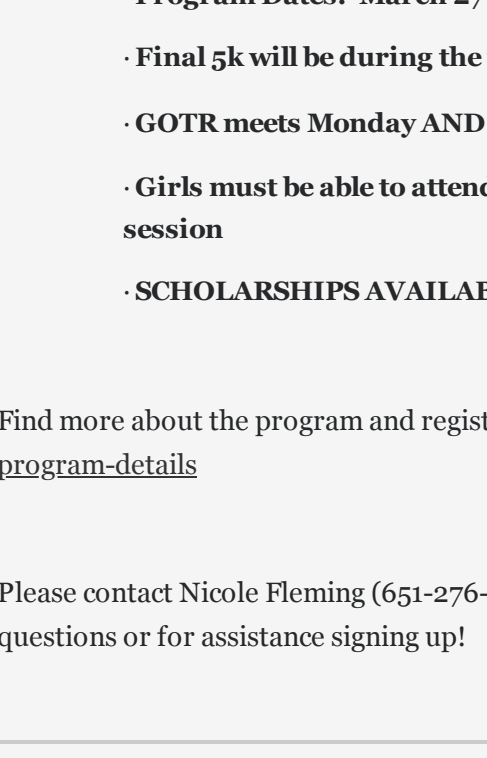 Program Dates: March 27
· Final 5k will be during the
· GOTR meets Monday AND
· Girls must be able to attend
session
· SCHOLARSHIPS AVAILAB
Find more about the program and regist
program-details
Please contact Nicole Fleming (651-276-
questions or for assistance signing up!